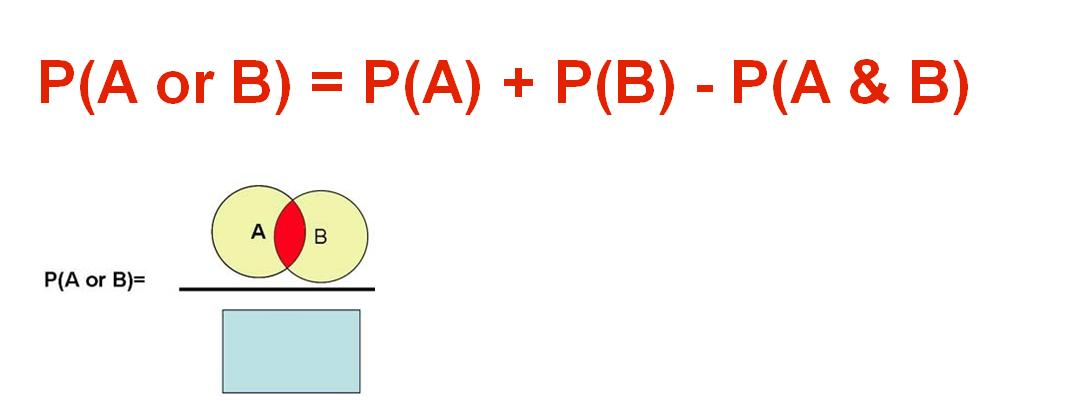 P(A or B) = P(A) + P(B) - P(A & B)
A B
P(A or B)=